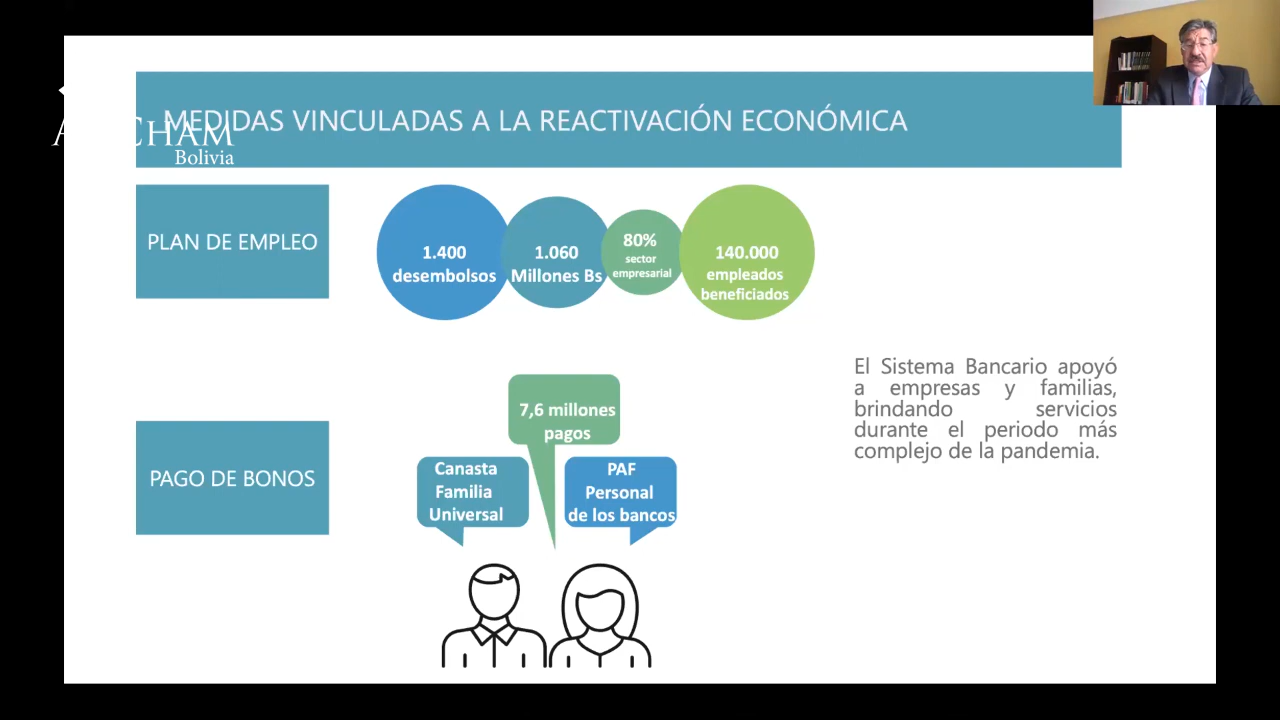 MEDIDAS VINCULADAS A LA REACTIVACIÓN ECONÓMICA
Bolivia
PLAN DE EMPLEO
1.400
desembolsos
1.060
Millones Bs
80%
sector
empresarial
140.000
empleados
beneficiados
El Sistema Bancario apoyó
a empresas y familias,
brindando servicios
durante el periodo más
complejo de la pandemia.
PAGO DE BONOS
7,6 millones
pagos
Canasta
Familia
Universal
PAF
Personal
de los bancos